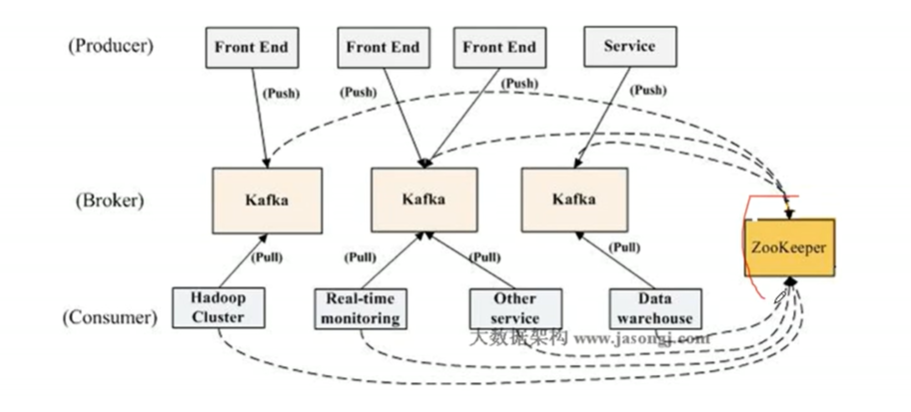 (Producer)
Front End
Front End
Front End
Service
(Push)
(Push)
(Push)
(Push)
(Broker)
Kafka
Kafka
Kafka
ZooKeeper
(Pull)
(Pull)
(Pull)
(Pull)
(Consumer)
Hadoop
Cluster
Real-time
monitoring
Other
service
Data
warehouse
大数据架构 www.jasongj.com